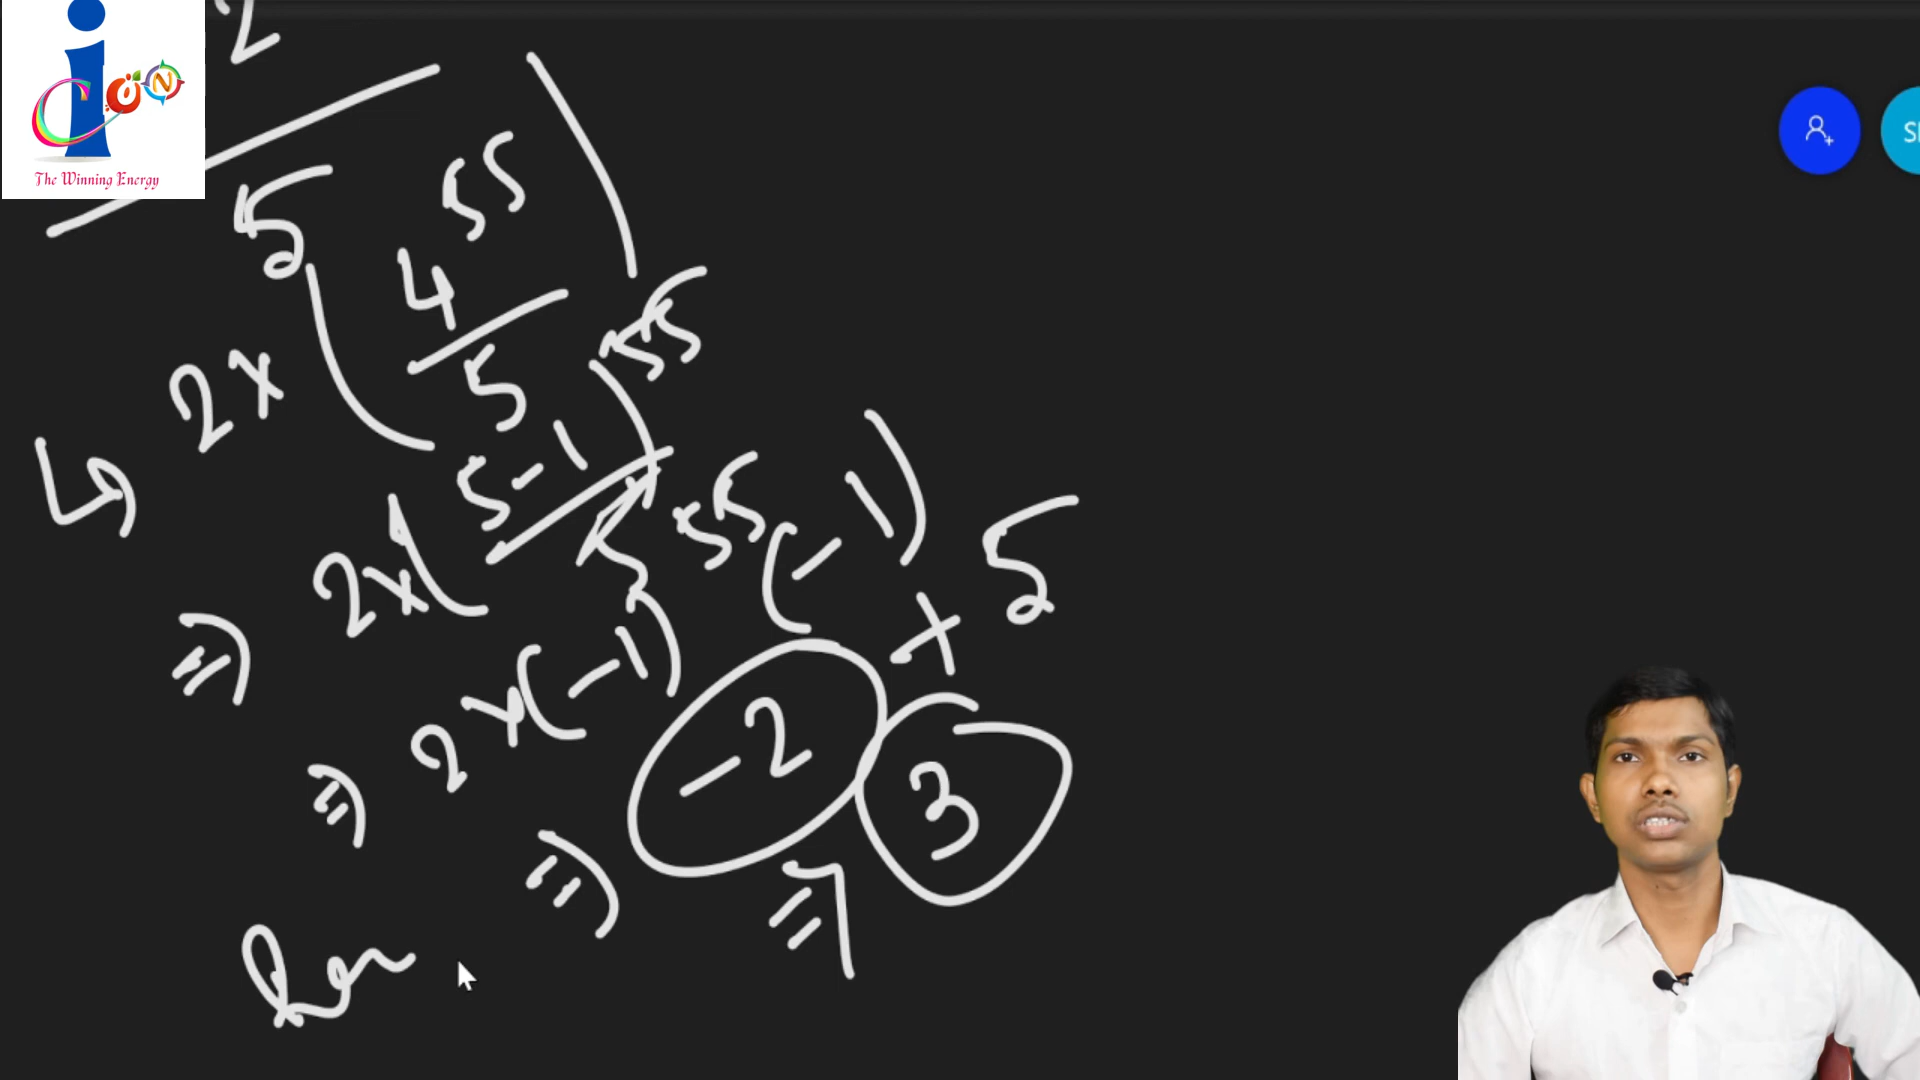 i CON
The Winning Energy
2
5
2 × ( 4^55 / 5 )
⇒ 2 × ( 5-1 / 5 )^55
⇒ 2 × (-1)^55 (-1)
⇒ -2 + 5
⇒ 3